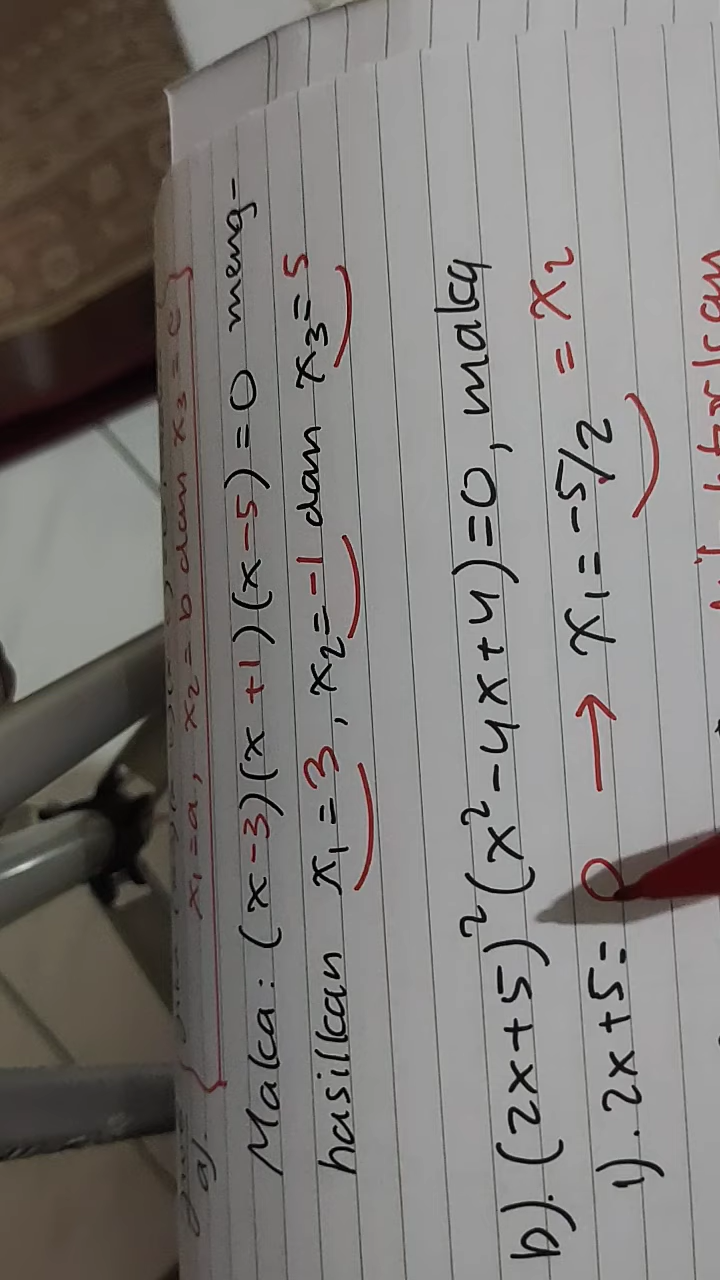 a). x₁=a, x₂=b dan x₃=c
Maka: (x-3)(x+1)(x-5)=0 meng-
hasilkan x₁=3, x₂=-1 dan x₃=5
b). (2x+5)²(x²-4x+4)=0, maka
1). 2x+5=0 → x₁=-5/2 = x₂